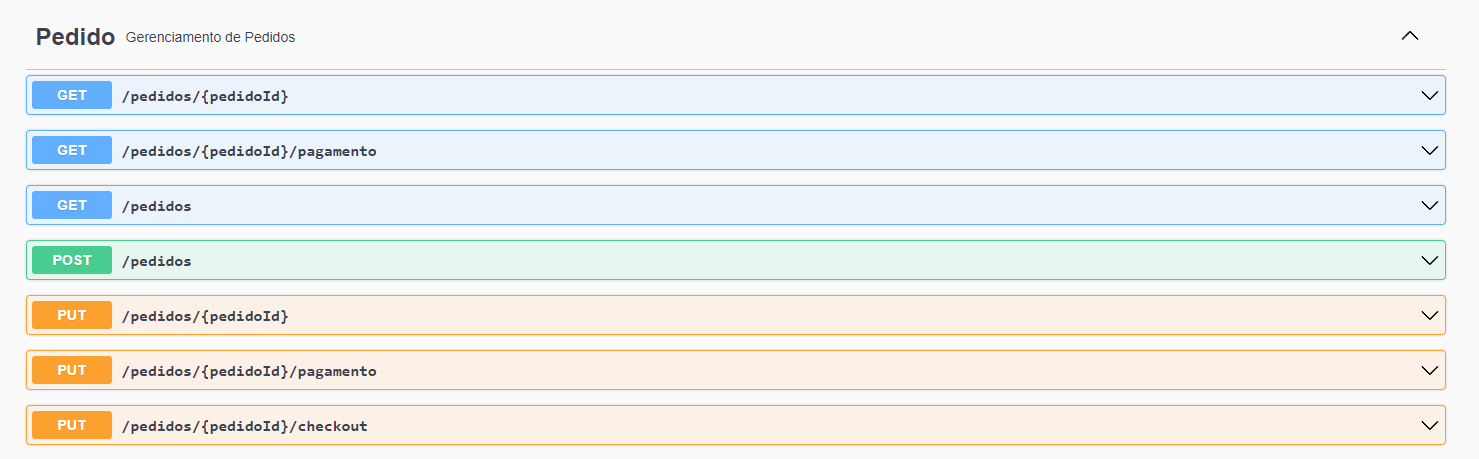 Pedido Gerenciamento de Pedidos
GET /pedidos/{pedidoId}
GET /pedidos/{pedidoId}/pagamento
GET /pedidos
POST /pedidos
PUT /pedidos/{pedidoId}
PUT /pedidos/{pedidoId}/pagamento
PUT /pedidos/{pedidoId}/checkout